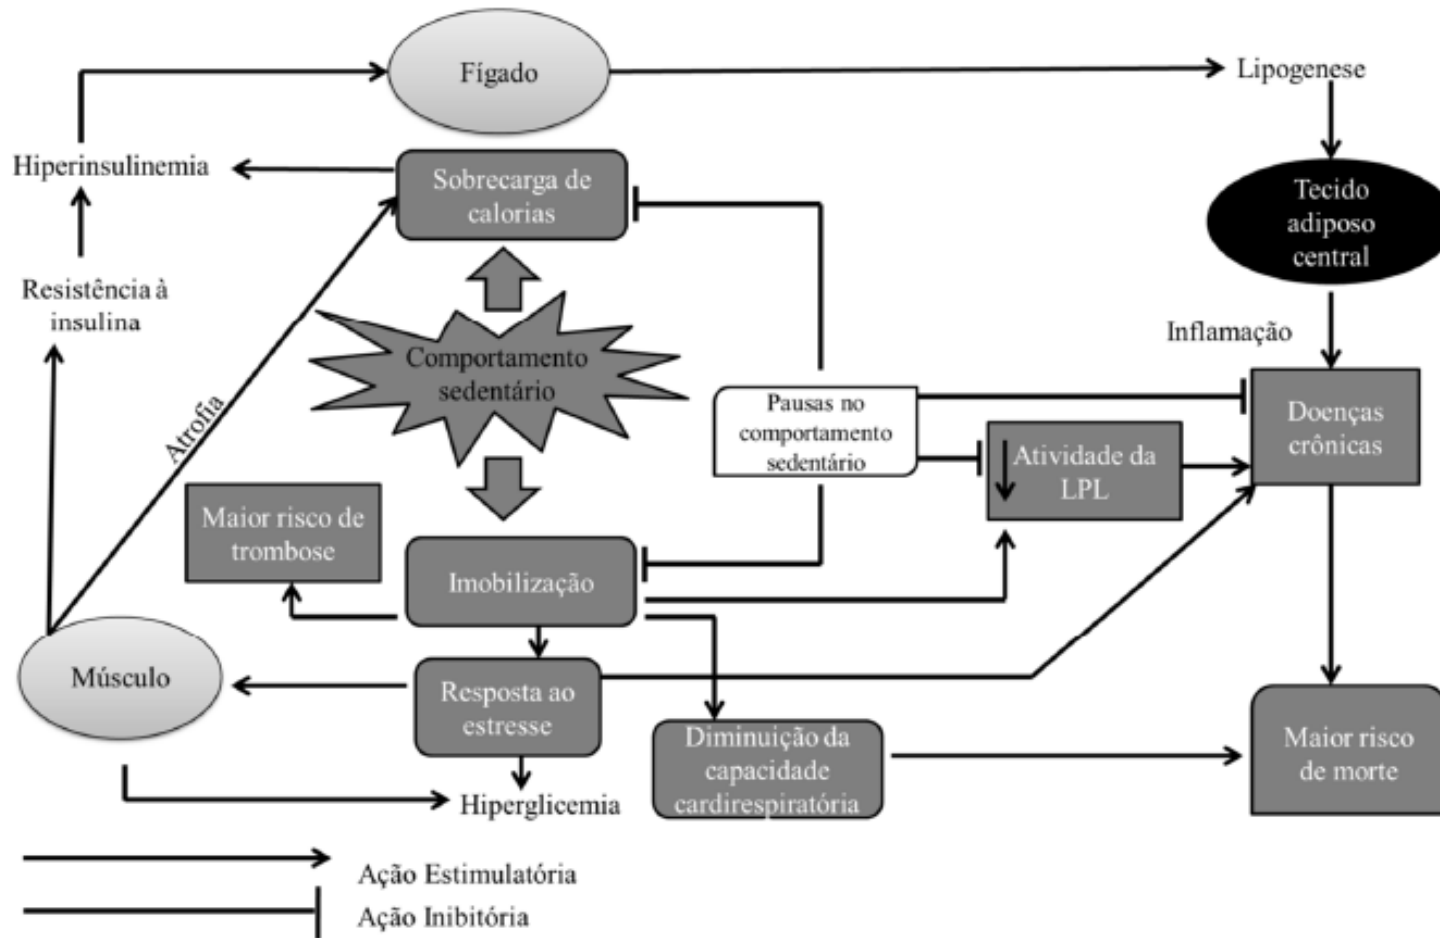 Fígado
Lipogenese
Hiperinsulinemia
Sobrecarga de
calorias
Tecido
adiposo
central
Resistência à
insulina
Inflamação
Comportamento
sedentário
Atrofia
Pausas no
comportamento
sedentário
Doenças
crônicas
Atividade da
LPL
Maior risco de
trombose
Imobilização
Músculo
Resposta ao
estresse
Diminuição da
capacidade
cardirespiratória
Maior risco
de morte
Hiperglicemia
Ação Estimulatória
Ação Inibitória